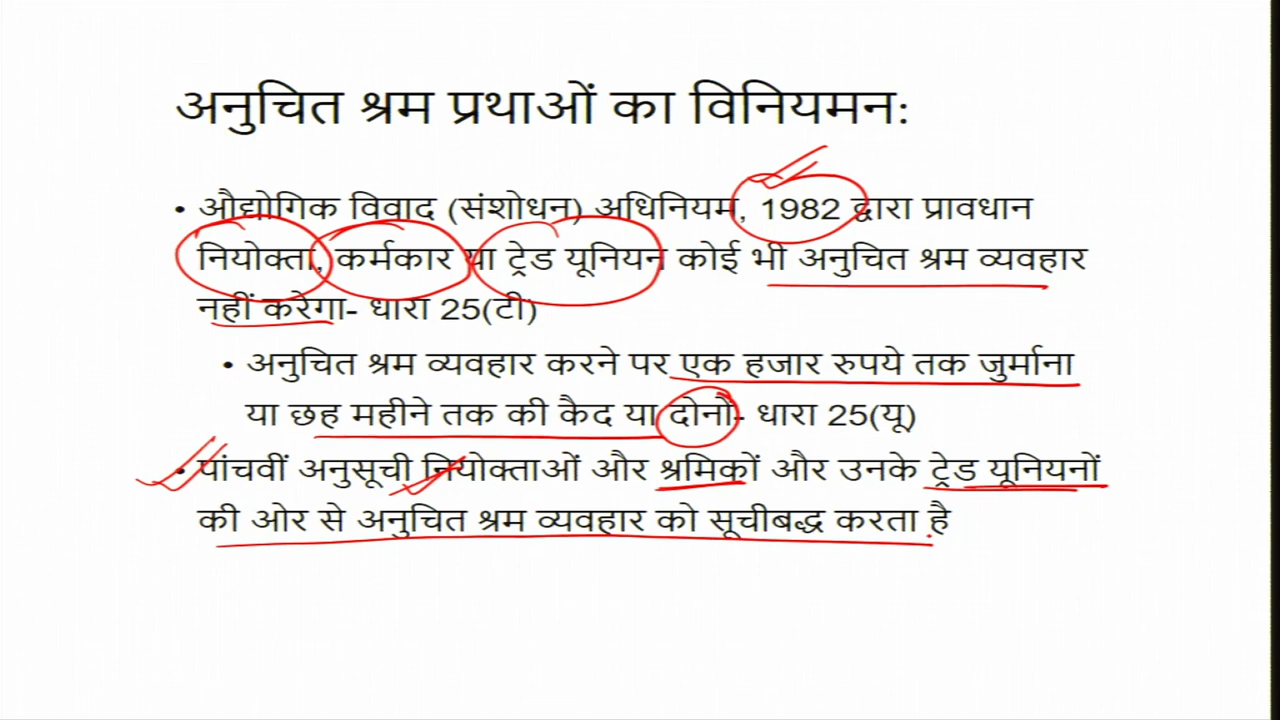 अनुचित श्रम प्रथाओं का विनियमन:
• औद्योगिक विवाद (संशोधन) अधिनियम, 1982 द्वारा प्रावधान
नियोक्ता, कर्मकार या ट्रेड यूनियन कोई भी अनुचित श्रम व्यवहार
नहीं करेगा- धारा 25(टी)
• अनुचित श्रम व्यवहार करने पर एक हजार रुपये तक जुर्माना
या छह महीने तक की कैद या दोनों- धारा 25(यू)
• पांचवीं अनुसूची नियोक्ताओं और श्रमिकों और उनके ट्रेड यूनियनों
की ओर से अनुचित श्रम व्यवहार को सूचीबद्ध करता है